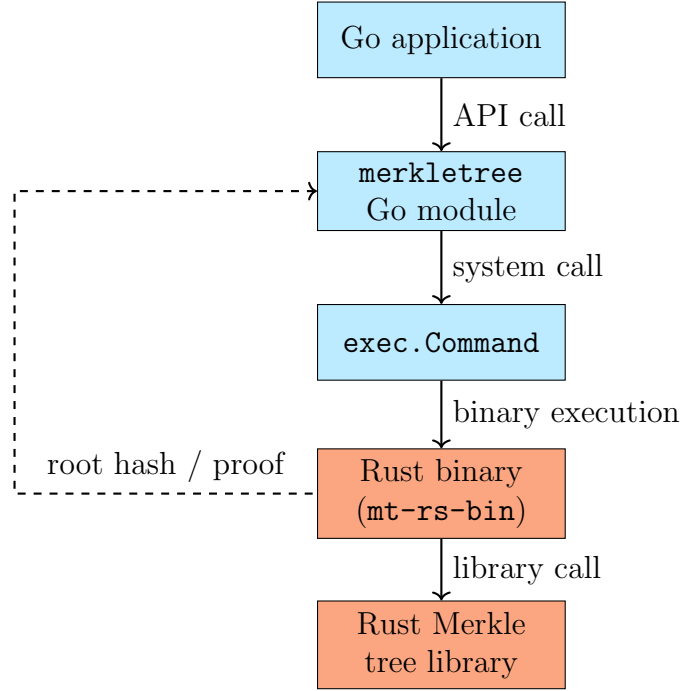 Go application
API call
merkletree
Go module
system call
exec.Command
binary execution
root hash / proof
Rust binary
(mt-rs-bin)
library call
Rust Merkle
tree library